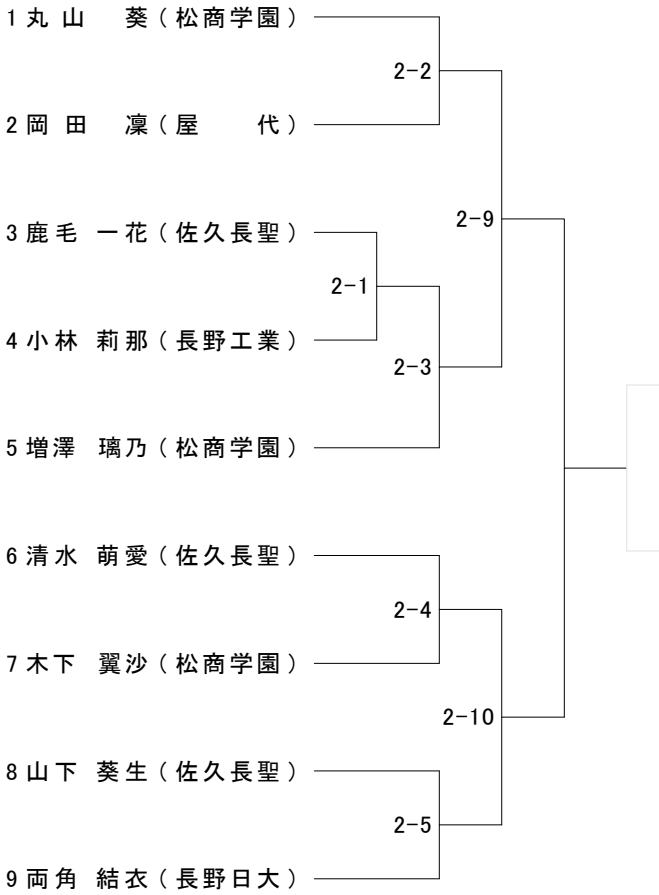 1 丸山 葵(松商学園)
2-2
2 岡田 凜(屋 代)
3 鹿毛 一花(佐久長聖)
2-9
2-1
4 小林 莉那(長野工業)
2-3
5 増澤 璃乃(松商学園)
6 清水 萌愛(佐久長聖)
2-4
7 木下 翼沙(松商学園)
2-10
8 山下 葵生(佐久長聖)
2-5
9 両角 結衣(長野日大)